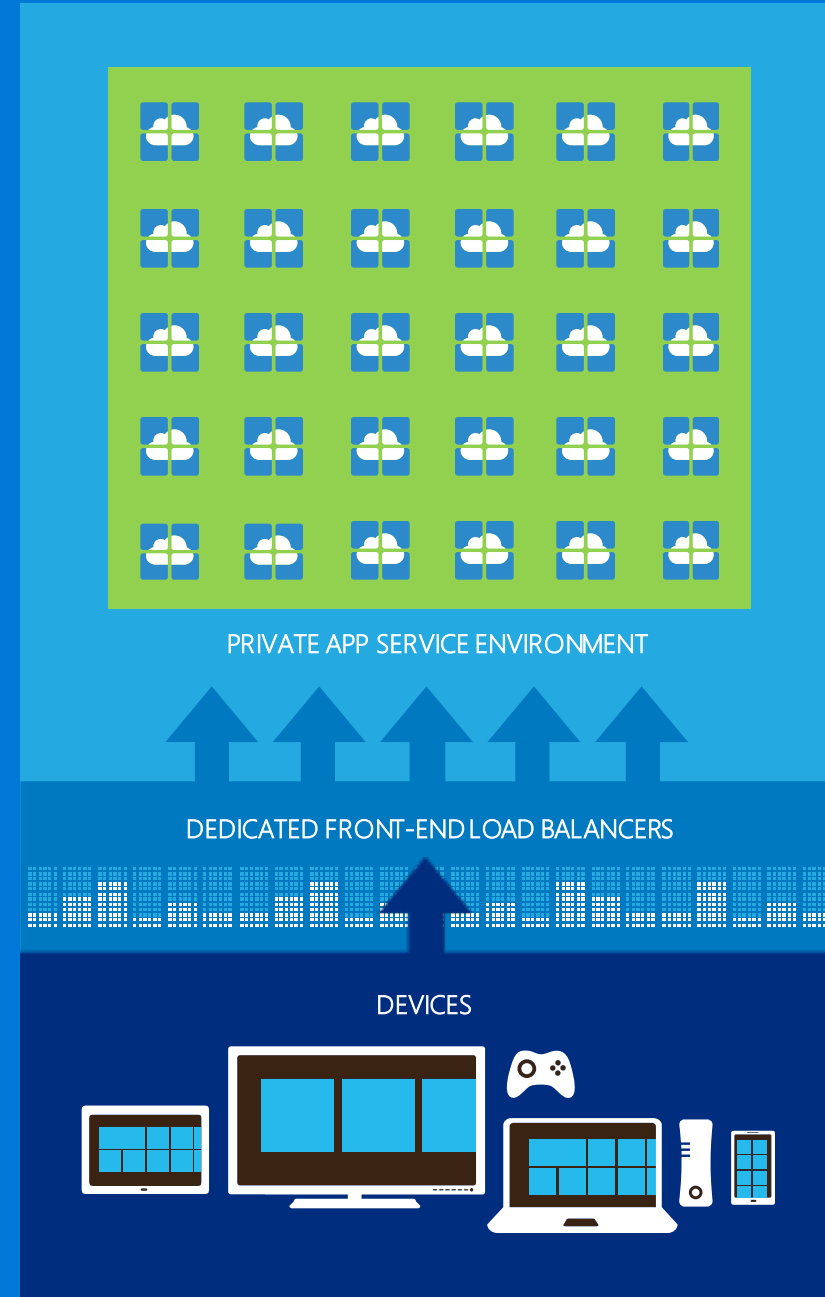 PRIVATE APP SERVICE ENVIRONMENT
DEDICATED FRONT-END LOAD BALANCERS
DEVICES